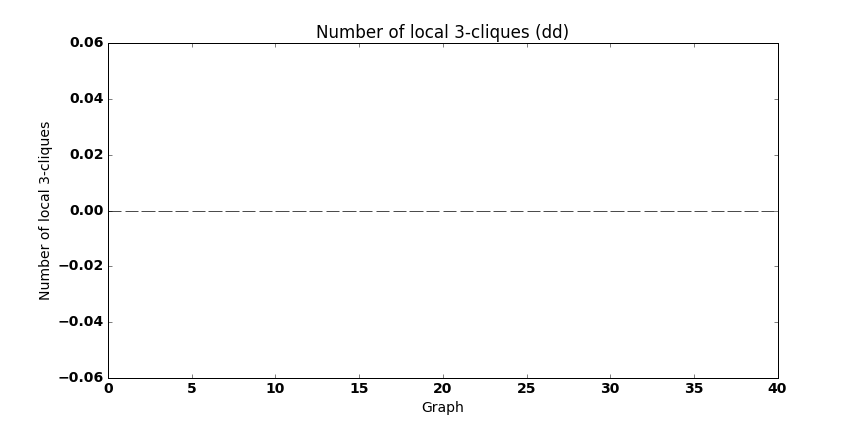 Number of local 3-cliques (dd)
Number of local 3-cliques
0.06
0.04
0.02
0.00
−0.02
−0.04
−0.06
0 5 10 15 20 25 30 35 40
Graph